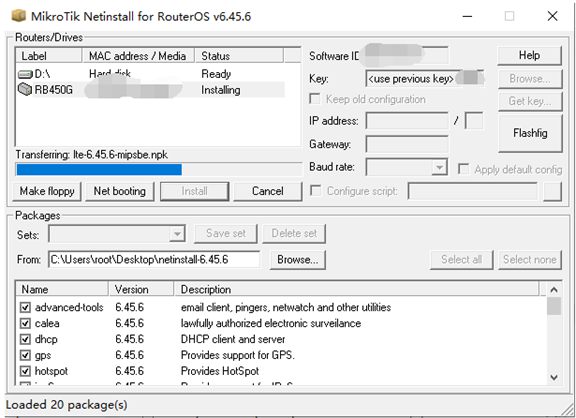 MikroTik Netinstall for RouterOS v6.45.6
Routers/Drives
Label MAC address / Media Status
D:\ Hard disk Ready
RB450G Installing
Transferring: lte-6.45.6-mipsbe.npk
Make floppy Net booting Install Cancel
Software ID
Key: <use previous key>
Keep old configuration
IP address: /
Gateway:
Baud rate: Apply default config
Configure script:
Help
Browse...
Get key...
Flashfig
Packages
Sets: Save set Delete set
From: C:\Users\root\Desktop\netinstall-6.45.6 Browse... Select all Select none
Name Version Description
advanced-tools 6.45.6 email client, pingers, netwatch and other utilities
calea 6.45.6 lawfully authorized electronic surveilance
dhcp 6.45.6 DHCP client and server
gps 6.45.6 Provides support for GPS.
hotspot 6.45.6 Provides HotSpot
Loaded 20 package(s)